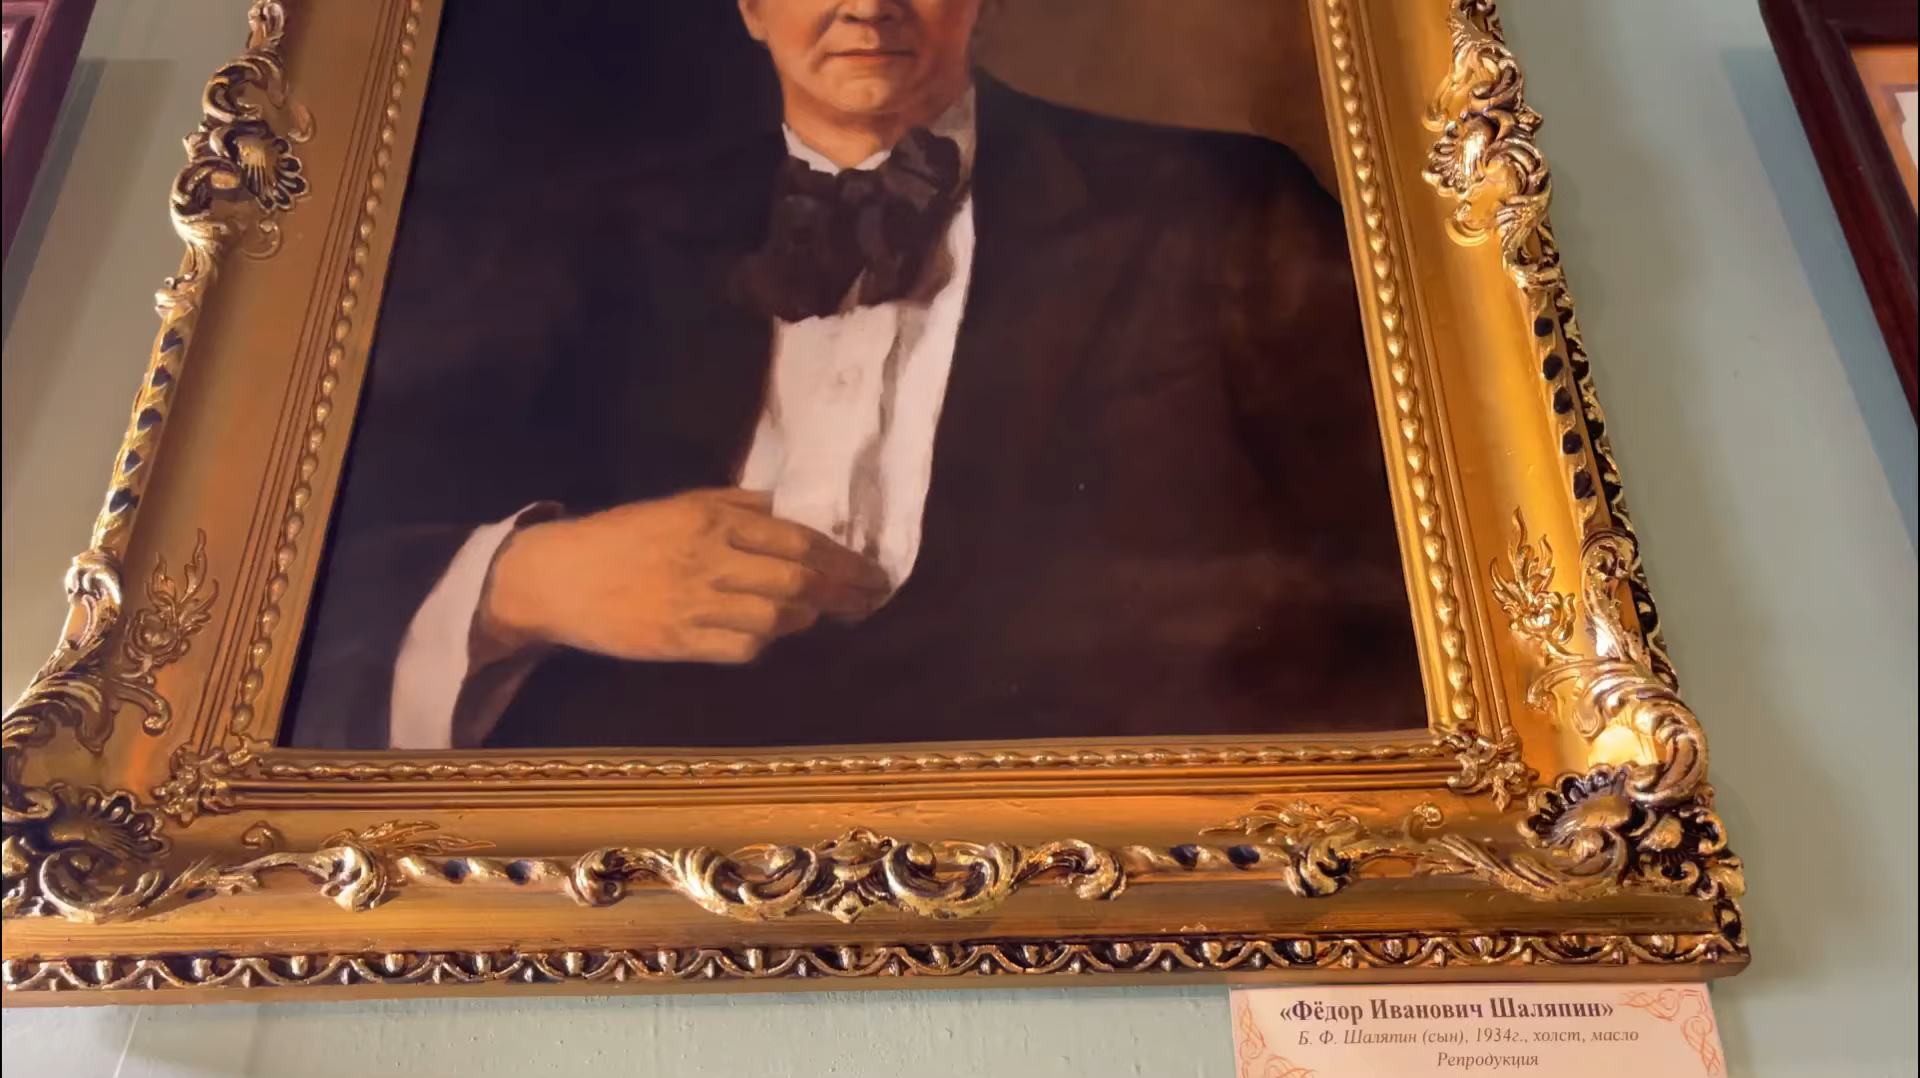 «Фёдор Иванович Шаляпин»
Б. Ф. Шаляпин (сын), 1934г., холст, масло
Репродукция